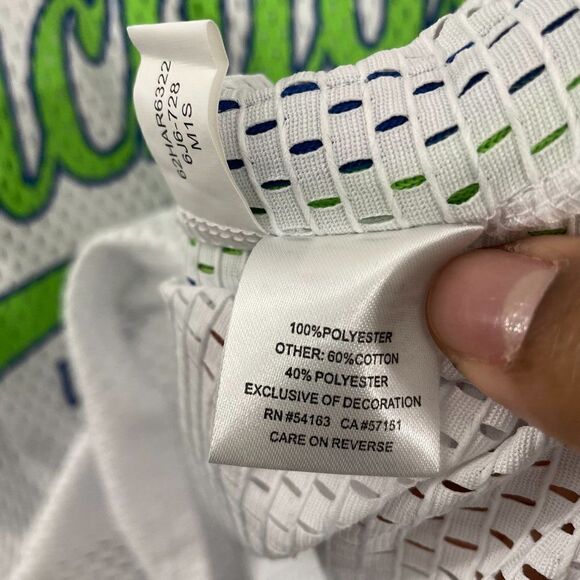 62HAR6322
6J6-728
6M1S
100%POLYESTER
OTHER: 60%COTTON
40% POLYESTER
EXCLUSIVE OF DECORATION
RN #54163 CA #57151
CARE ON REVERSE